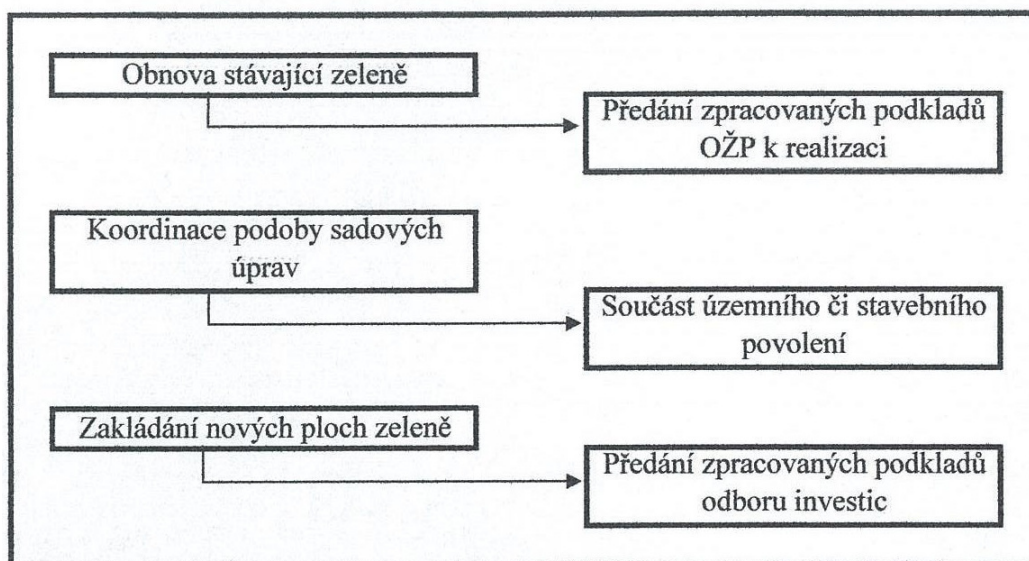 Obnova stávající zeleně
Předání zpracovaných podkladů
OŽP k realizaci
Koordinace podoby sadových
úprav
Součást územního či stavebního
povolení
Zakládání nových ploch zeleně
Předání zpracovaných podkladů
odboru investic